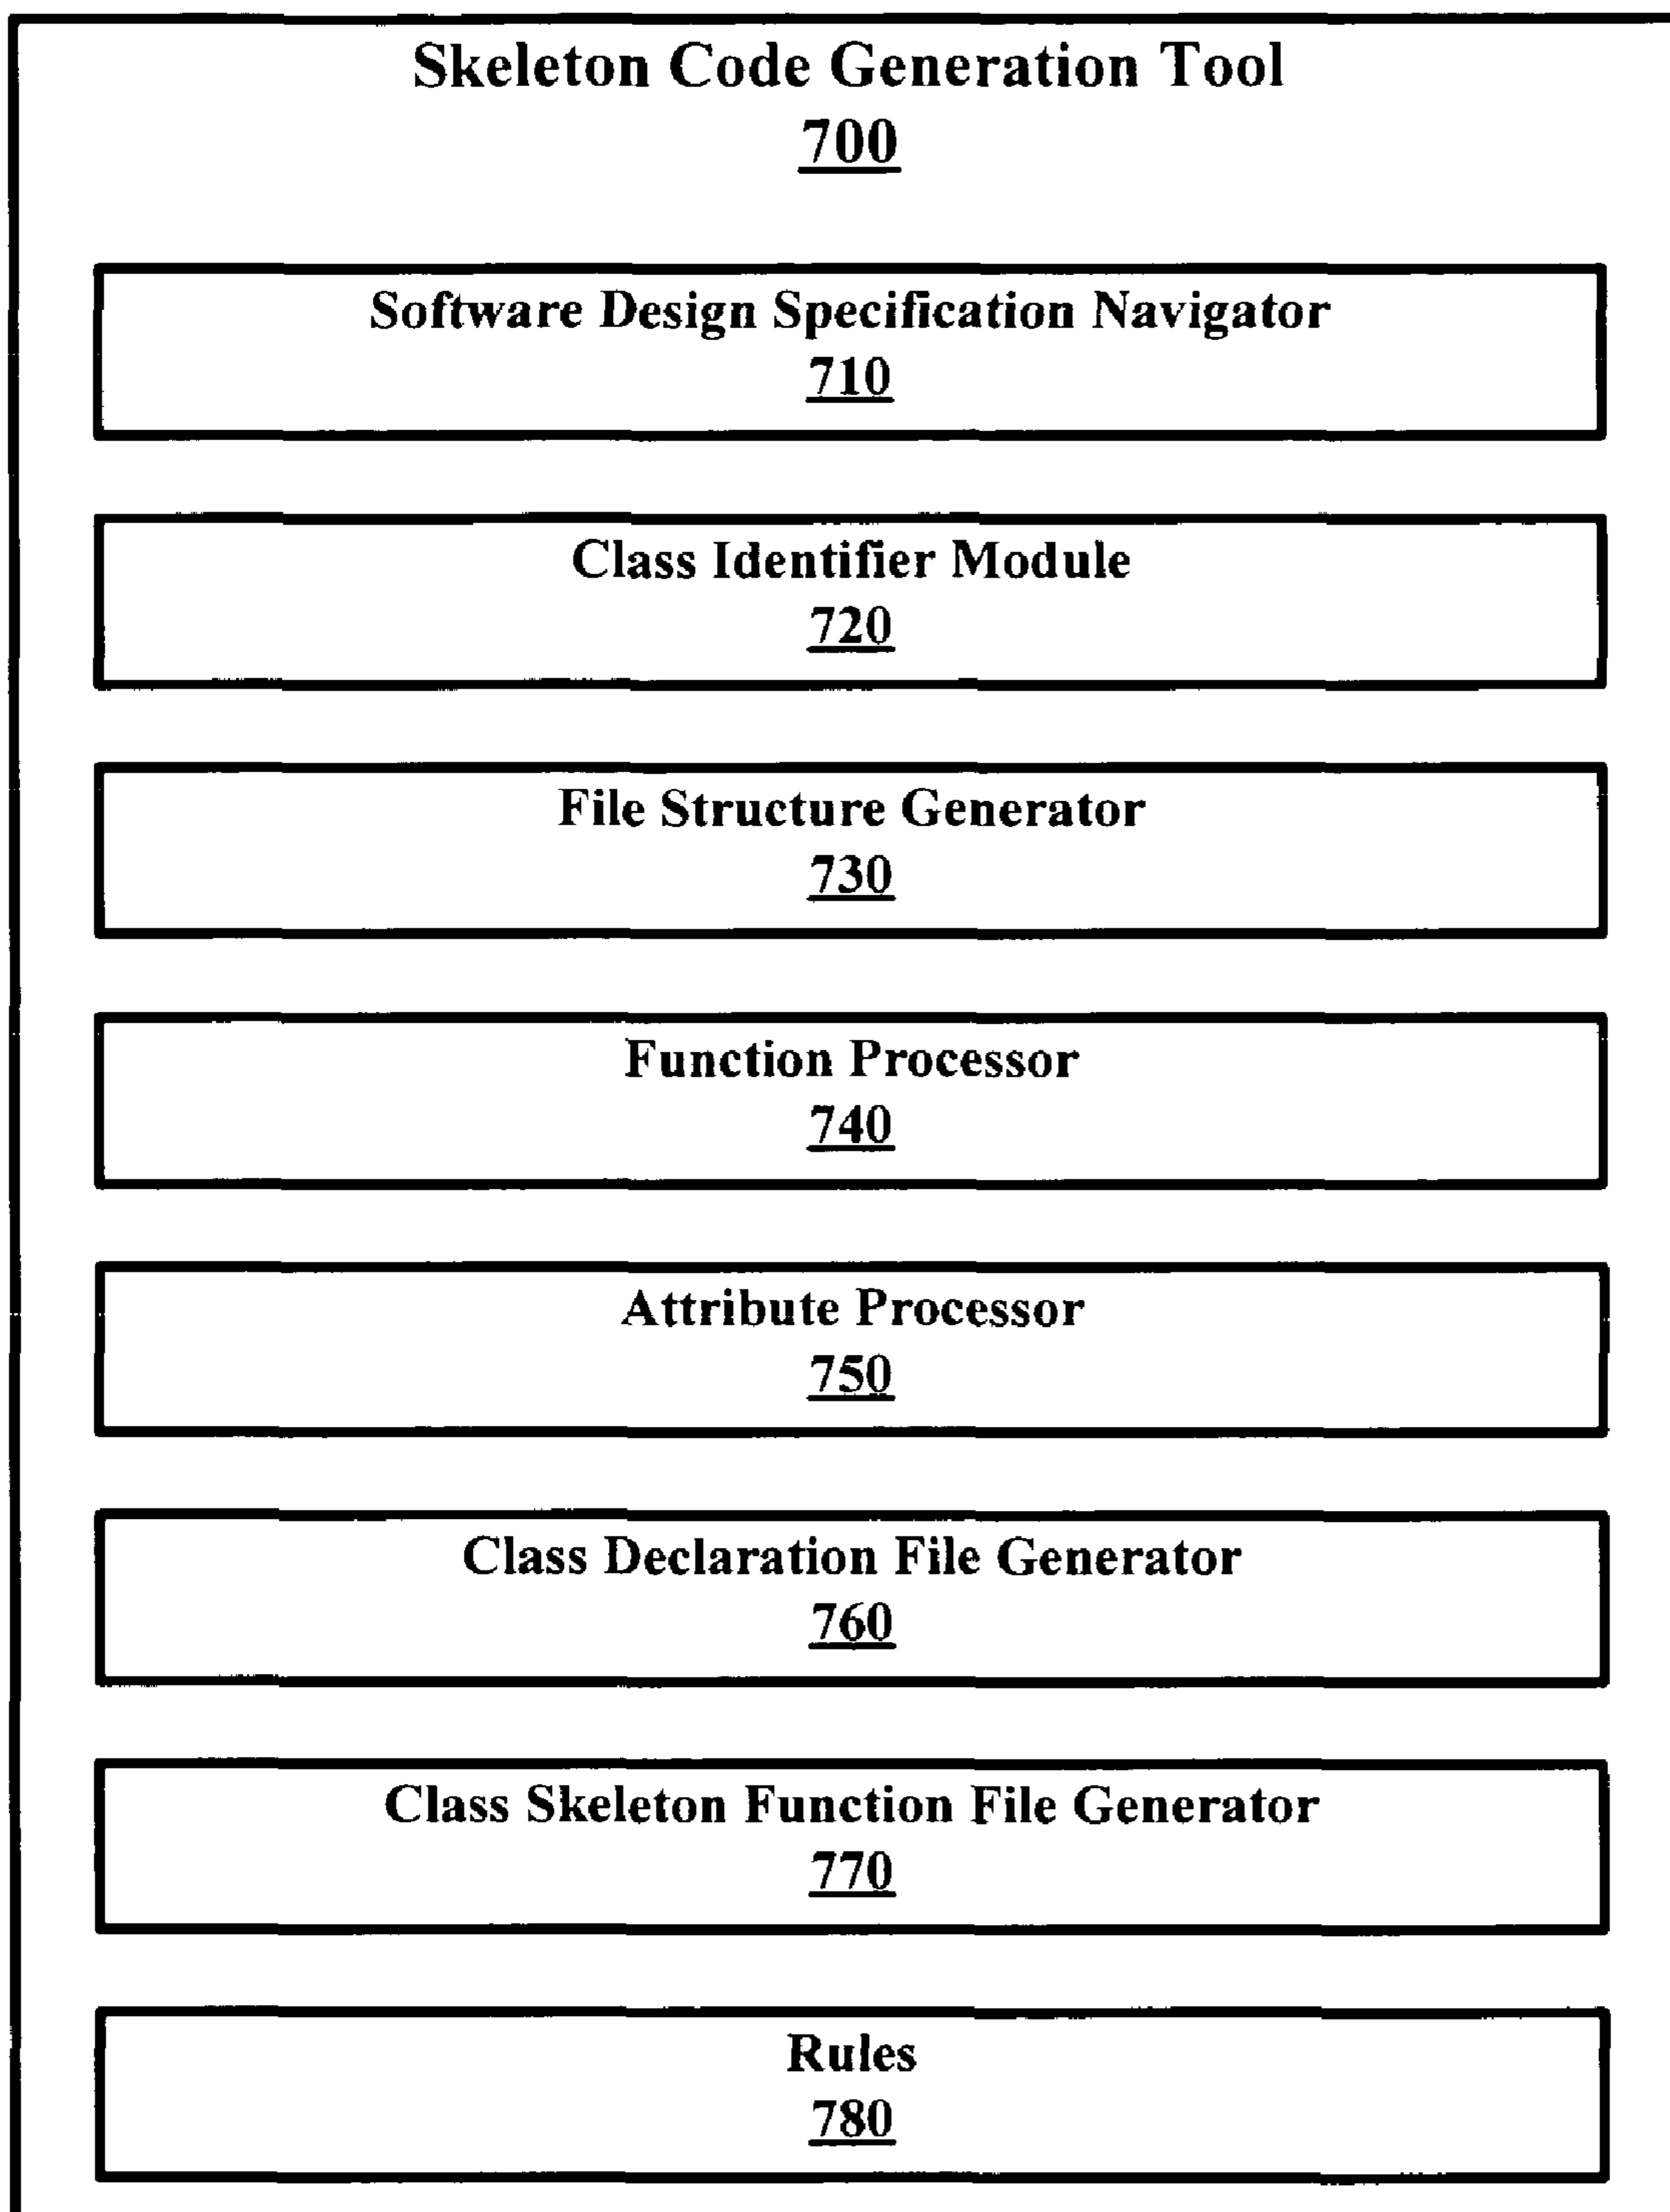 Skeleton Code Generation Tool
700
Software Design Specification Navigator
710
Class Identifier Module
720
File Structure Generator
730
Function Processor
740
Attribute Processor
750
Class Declaration File Generator
760
Class Skeleton Function File Generator
770
Rules
780